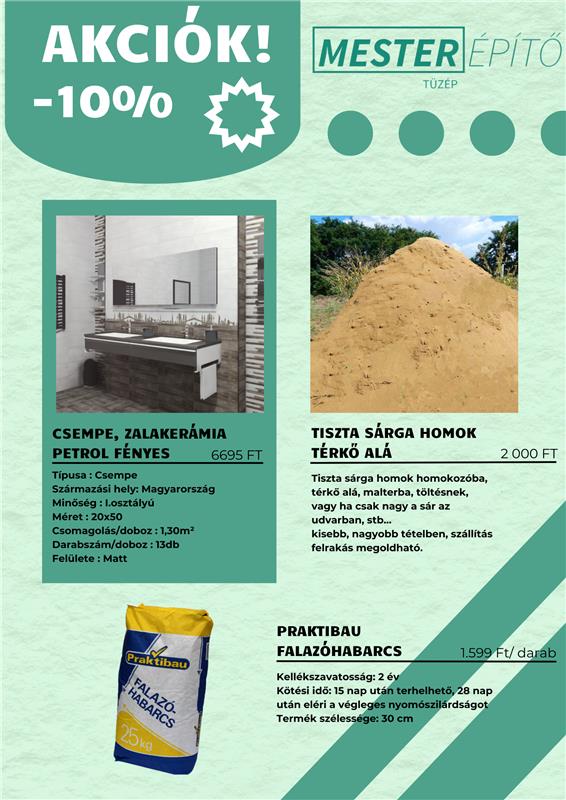 AKCIÓK!
-10%
MESTERÉPÍTŐ
TÜZÉP
CSEMPE, ZALAKERÁMIA
PETROL FÉNYES 6695 FT
Típusa : Csempe
Származási hely: Magyarország
Minőség : I.osztályú
Méret : 20x50
Csomagolás/doboz : 1,30m²
Darabszám/doboz : 13db
Felülete : Matt
TISZTA SÁRGA HOMOK
TÉRKŐ ALÁ 2 000 FT
Tiszta sárga homok homokozóba,
térkő alá, malterba, töltésnek,
vagy ha csak nagy a sár az
udvarban, stb...
kisebb, nagyobb tételben, szállítás
felrakás megoldható.
Praktibau
FALAZÓ-
HABARCS
25kg
PRAKTIBAU
FALAZÓHABARCS 1.599 Ft/ darab
Kellékszavatosság: 2 év
Kötési idő: 15 nap után terhelhető, 28 nap
után eléri a végleges nyomószilárdságot
Termék szélessége: 30 cm